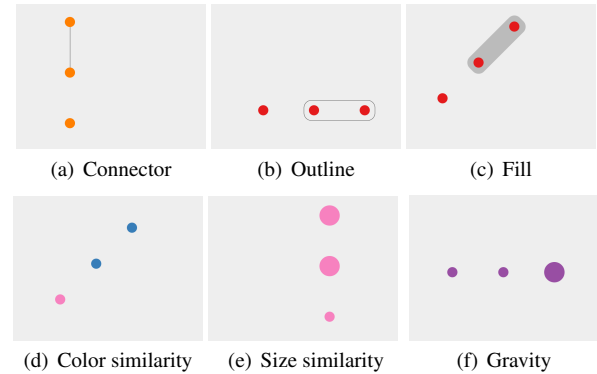 (a) Connector
(b) Outline
(c) Fill
(d) Color similarity
(e) Size similarity
(f) Gravity